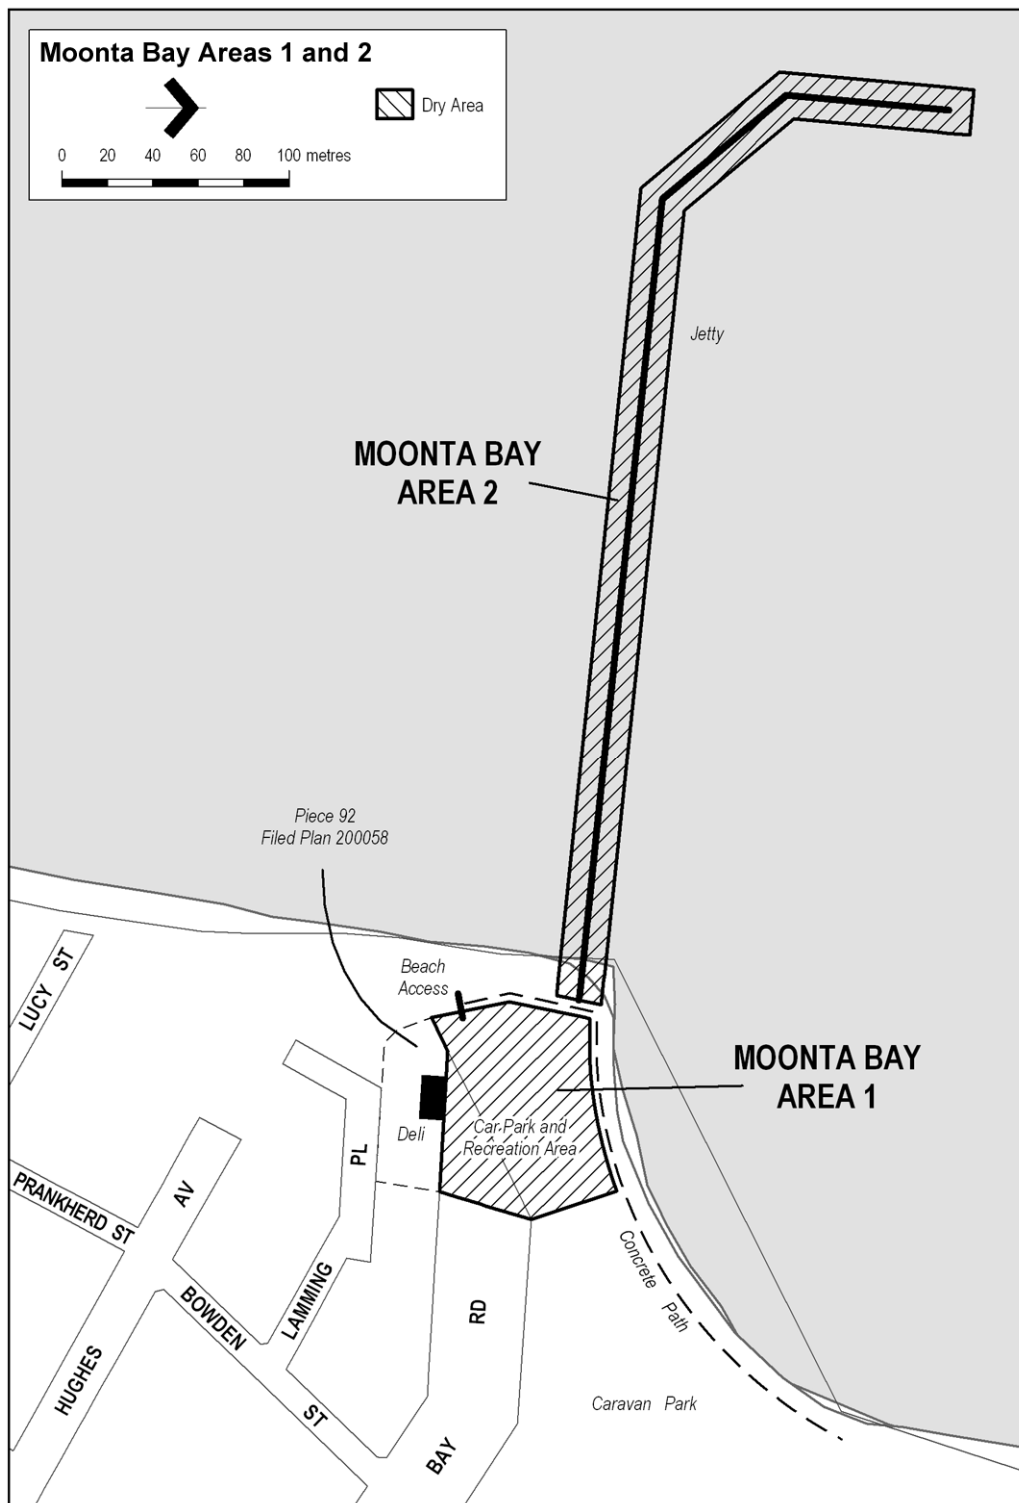 Moonta Bay Areas 1 and 2
Dry Area
0 20 40 60 80 100 metres
Jetty
MOONTA BAY
AREA 2
Piece 92
Filed Plan 200058
Beach
Access
LUCY ST
MOONTA BAY
AREA 1
Car Park and
Recreation Area
Deli
PL
AV
PRANKHERD ST
Concrete Path
LAMMING
BOWDEN
ST
RD
HUGHES
Caravan Park
BAY